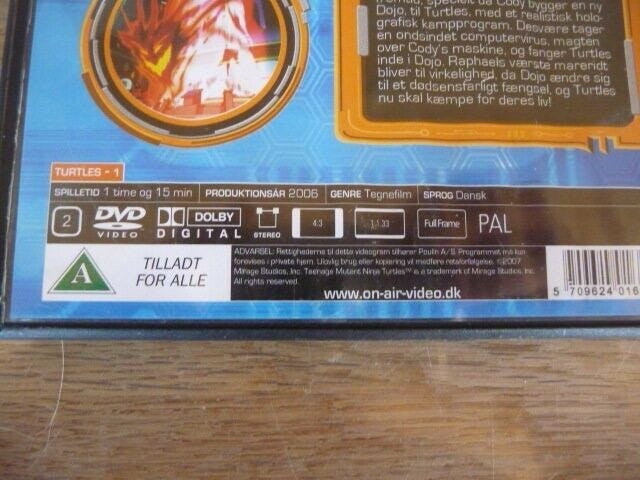 fremtid, specielt da Cody bygger en ny
Dojo, til Turtles, med et realistisk holo-
grafisk kampprogram. Desværre tager
en ondsindet computervirus, magten
over Cody's maskine, og fanger Turtles
inde i Dojo. Raphaels værste mareridt
bliver til virkelighed, da Dojo ændre sig
til et dødsensfarligt fængsel, og Turtles
nu skal kæmpe for deres liv!
TURTLES - 1
SPILLETID 1 time og 15 min PRODUKTIONSÅR 2006 GENRE Tegnefilm SPROG Dansk
2 DVD VIDEO DOLBY DIGITAL STEREO 4:3 1:1.33 Full Frame PAL
A TILLADT FOR ALLE
ADVARSEL: Rettighederne til dette videogram tilhører Poulin A/S. Programmet må kun
forevises i private hjem. Ulovlig brug eller kopiering vil medføre retsforfølgelse. ©2007
Mirage Studios, Inc. Teenage Mutant Ninja Turtles™ is a trademark of Mirage Studios, Inc.
All rights reserved.
www.on-air-video.dk
5 709624 016